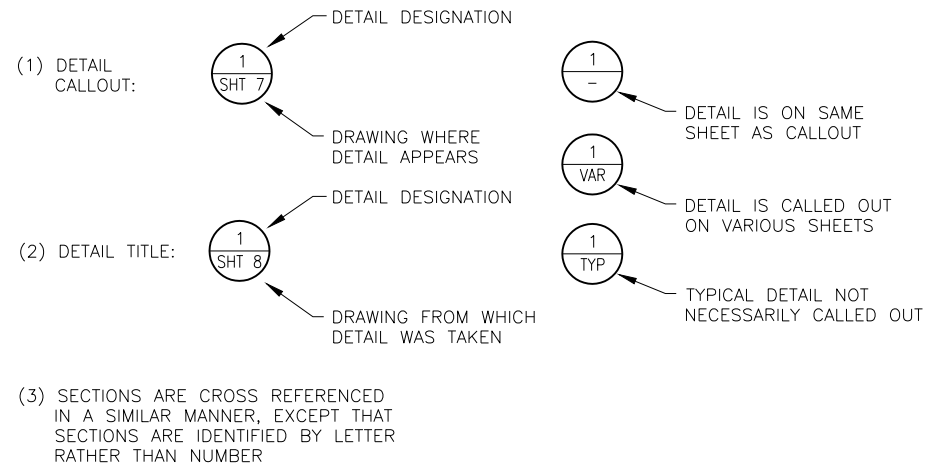 (1) DETAIL
CALLOUT:
1
SHT 7
DETAIL DESIGNATION
DRAWING WHERE
DETAIL APPEARS
(2) DETAIL TITLE:
1
SHT 8
DETAIL DESIGNATION
DRAWING FROM WHICH
DETAIL WAS TAKEN
1
–
DETAIL IS ON SAME
SHEET AS CALLOUT
1
VAR
DETAIL IS CALLED OUT
ON VARIOUS SHEETS
1
TYP
TYPICAL DETAIL NOT
NECESSARILY CALLED OUT
(3) SECTIONS ARE CROSS REFERENCED
IN A SIMILAR MANNER, EXCEPT THAT
SECTIONS ARE IDENTIFIED BY LETTER
RATHER THAN NUMBER